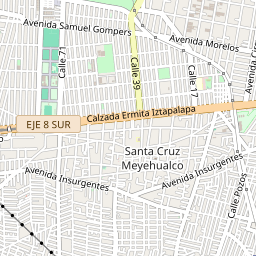 Avenida Samuel Gompers
Avenida Morelos
Calle 71
Calle 39
Calle 17
Calzada Ermita Iztapalapa
EJE 8 SUR
Santa Cruz
Meyehualco
Avenida Insurgentes
Avenida Insurgentes
Calle Pozos